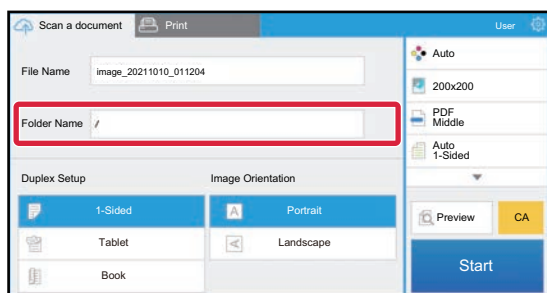 Scan a document
Print
User
File Name
image_20211010_011204
Folder Name
/
Duplex Setup
Image Orientation
1-Sided
Tablet
Book
A
Portrait
A
Landscape
Auto
200x200
PDF
Middle
Auto
1-Sided
Preview
CA
Start